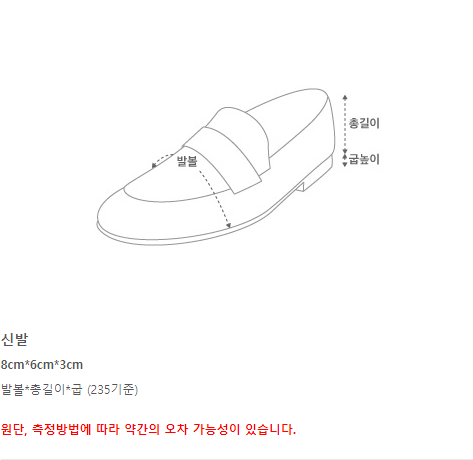 총길이
발볼
굽높이
신발
8cm*6cm*3cm
발볼*총길이*굽 (235기준)
원단, 측정방법에 따라 약간의 오차 가능성이 있습니다.